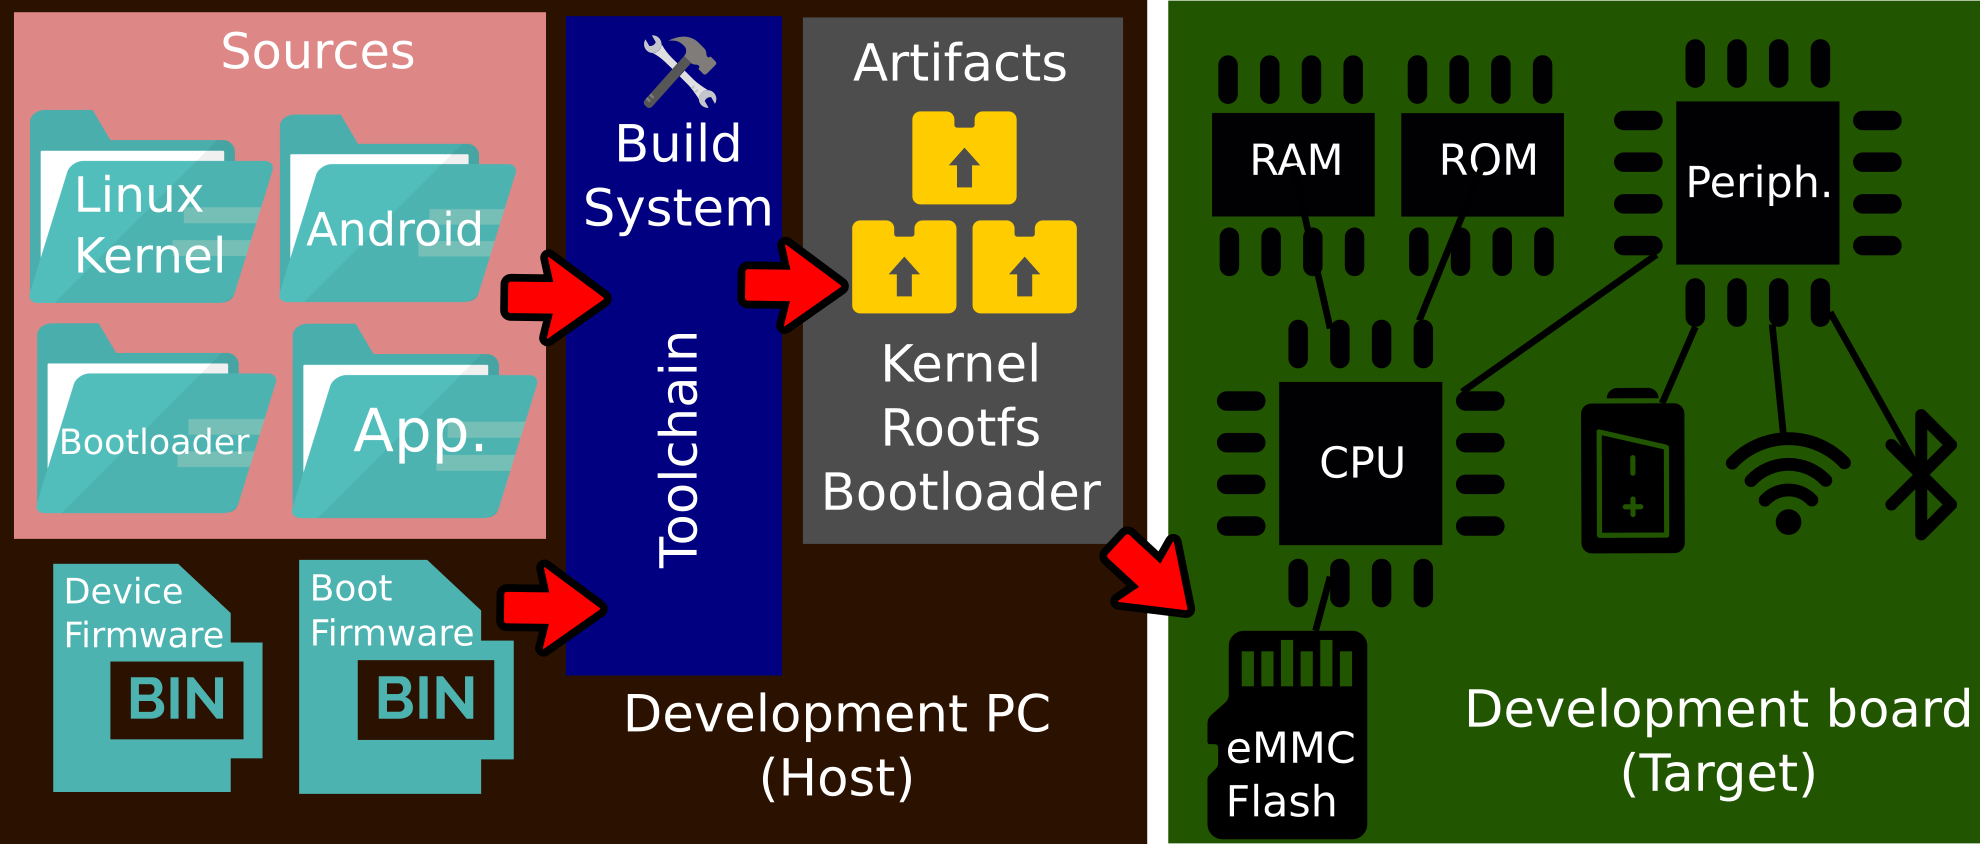 Sources
Linux
Kernel
Android
Bootloader
App.
Device
Firmware
BIN
Boot
Firmware
BIN
Build
System
Toolchain
Artifacts
Kernel
Rootfs
Bootloader
Development PC
(Host)
RAM
ROM
Periph.
CPU
eMMC
Flash
Development board
(Target)